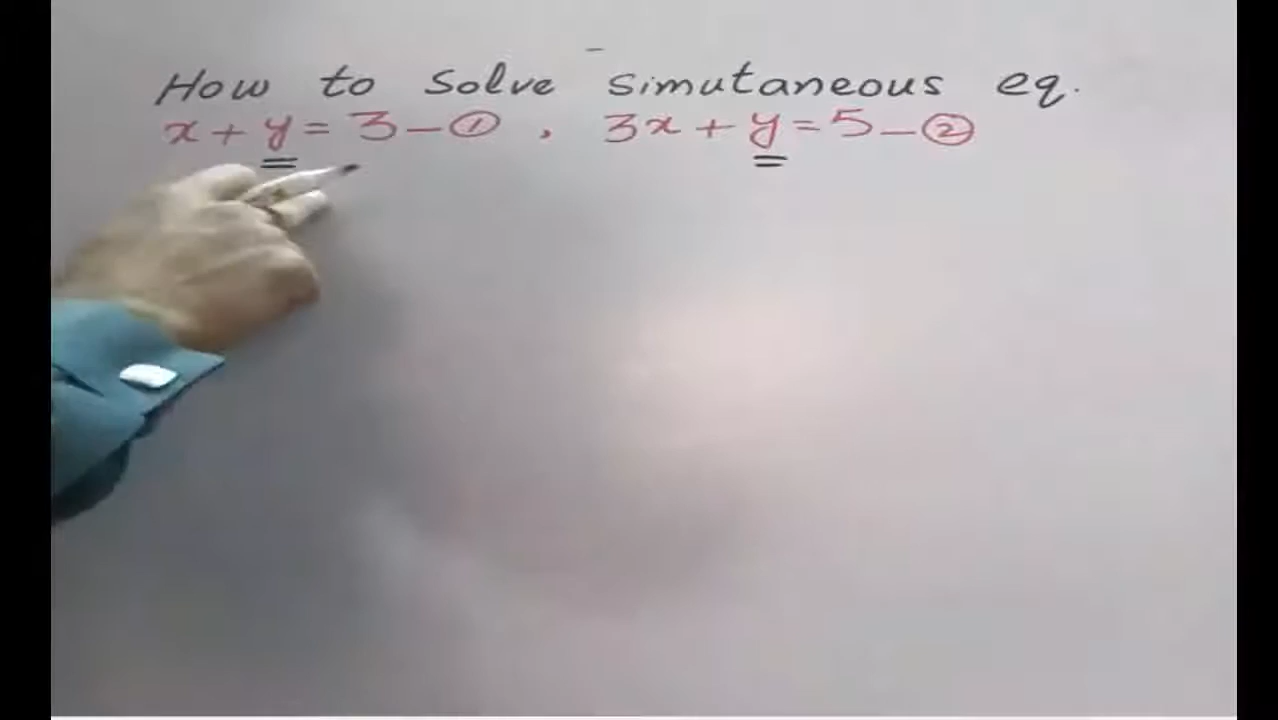 How to Solve Simutaneous eq.
x + y = 3 — ① , 3x + y = 5 — ②